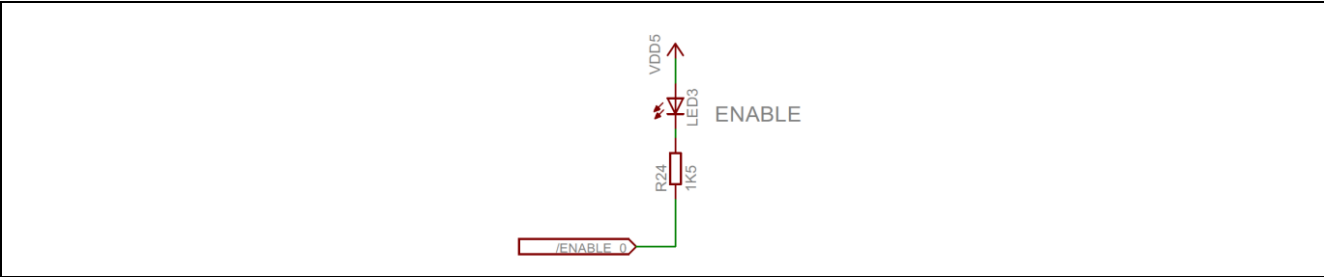 VDD5
LED3
ENABLE
R24
1K5
/ENABLE_0